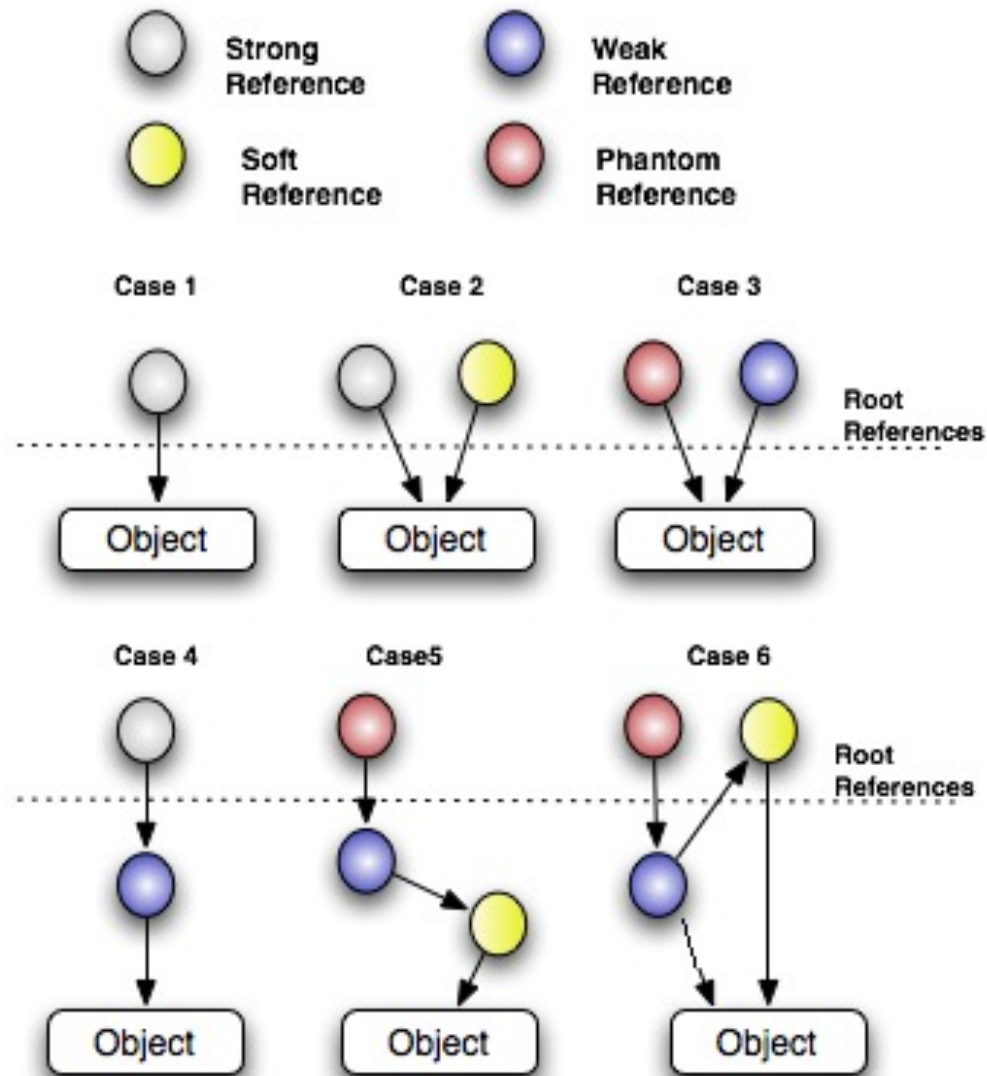 Strong
Reference
Weak
Reference
Soft
Reference
Phantom
Reference
Case 1
Case 2
Case 3
Root
References
Object
Object
Object
Case 4
Case5
Case 6
Root
References
Object
Object
Object